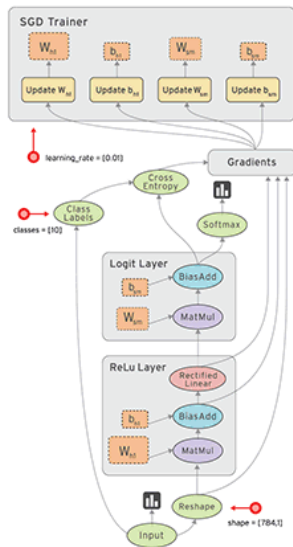 SGD Trainer
W_hl
b_hl
W_sm
b_sm
Update W_hl
Update b_hl
Update W_sm
Update b_sm
learning_rate = [0.01]
Gradients
Cross
Entropy
Class
Labels
classes = [10]
Softmax
Logit Layer
b_sm
BiasAdd
W_sm
MatMul
ReLu Layer
Rectified
Linear
b_hl
BiasAdd
W_hl
MatMul
Reshape
shape = [784,1]
Input